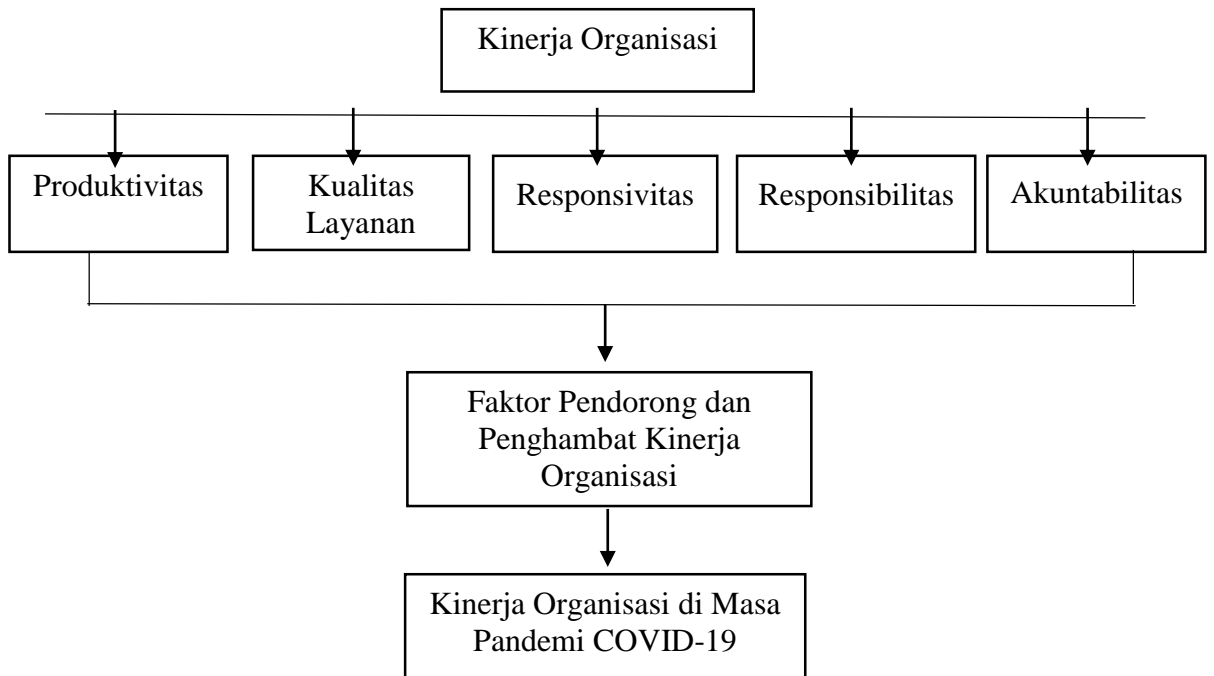 Kinerja Organisasi
Produktivitas
Kualitas
Layanan
Responsivitas
Responsibilitas
Akuntabilitas
Faktor Pendorong dan
Penghambat Kinerja
Organisasi
Kinerja Organisasi di Masa
Pandemi COVID-19